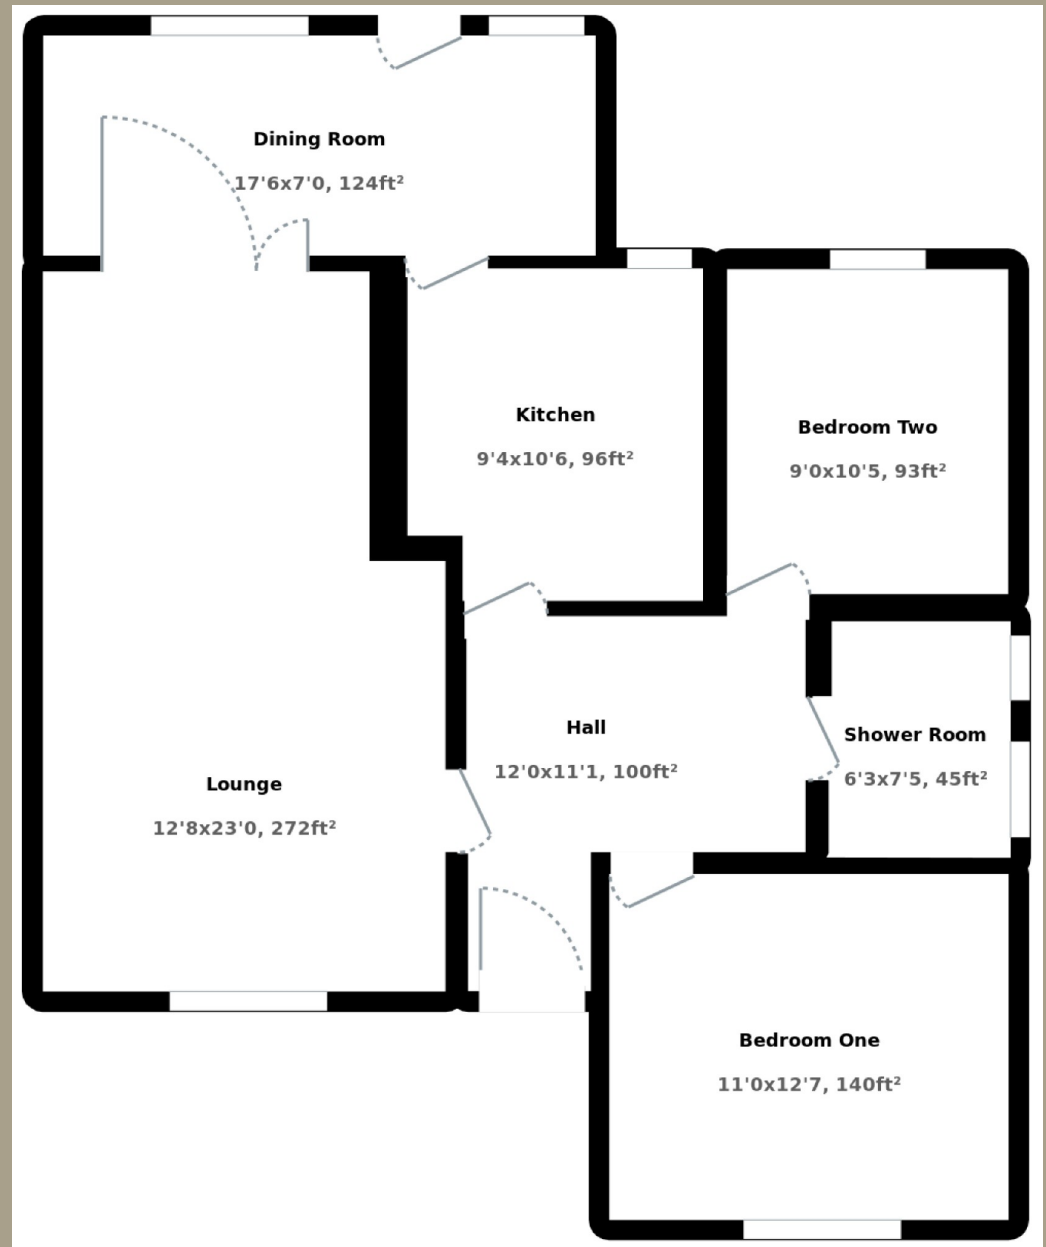 Dining Room
17'6x7'0, 124ft²
Kitchen
9'4x10'6, 96ft²
Bedroom Two
9'0x10'5, 93ft²
Hall
12'0x11'1, 100ft²
Shower Room
6'3x7'5, 45ft²
Lounge
12'8x23'0, 272ft²
Bedroom One
11'0x12'7, 140ft²